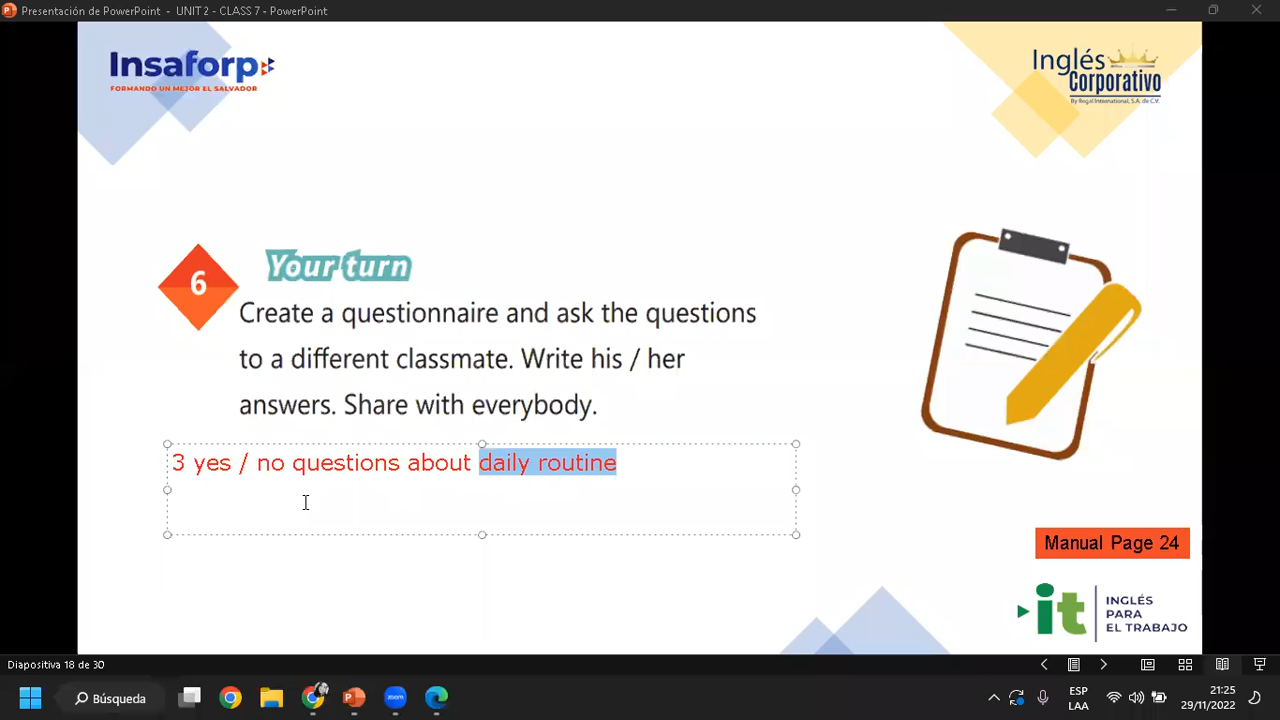 Presentación de PowerPoint - UNIT 2 - CLASS 7 - PowerPoint
Insaforp
FORMANDO UN MEJOR EL SALVADOR
Inglés
Corporativo
By Regal International, S.A. de C.V.
6
Your turn
Create a questionnaire and ask the questions
to a different classmate. Write his / her
answers. Share with everybody.
3 yes / no questions about daily routine
Manual Page 24
it
INGLÉS
PARA
EL TRABAJO
Diapositiva 18 de 30
Búsqueda
zoom
ESP
LAA
21:25
29/11/2022